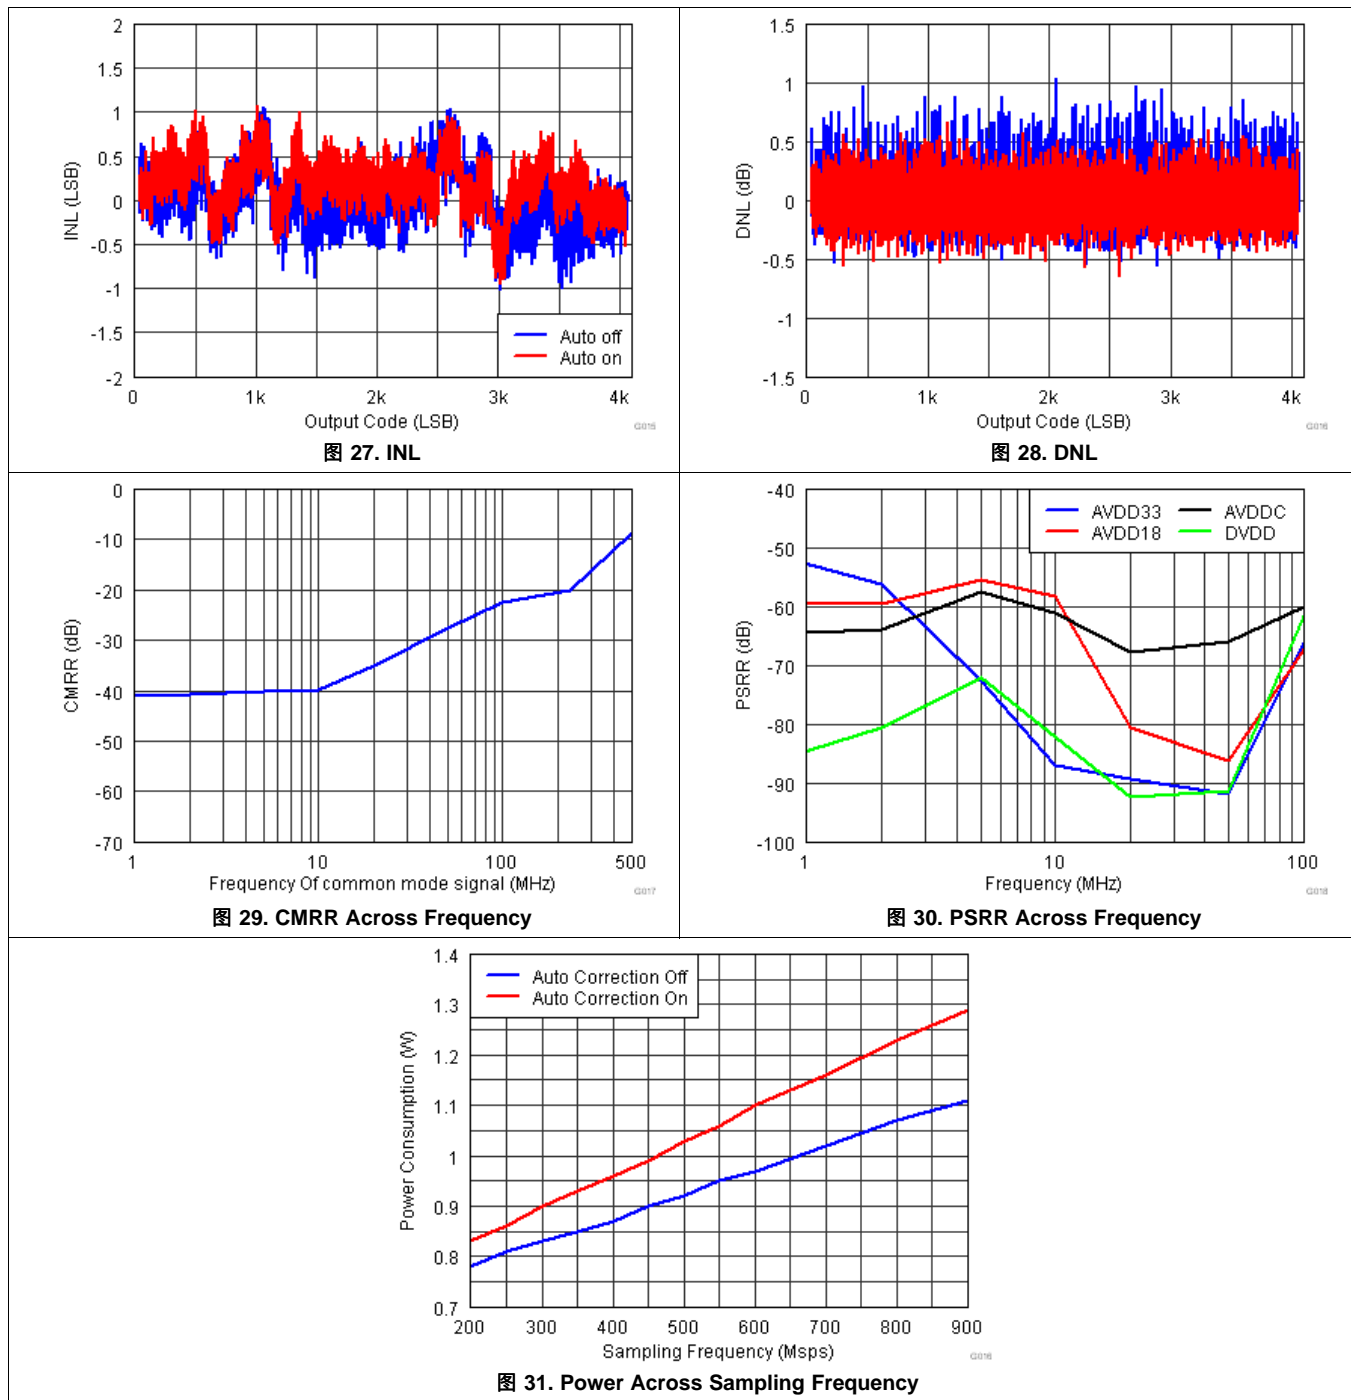 2
1.5
1
0.5
0
-0.5
-1
-1.5
-2
INL (LSB)
Auto off
Auto on
0
1k
2k
3k
4k
Output Code (LSB)
G015
图 27. INL
1.5
1
0.5
0
-0.5
-1
-1.5
DNL (dB)
0
1k
2k
3k
4k
Output Code (LSB)
G016
图 28. DNL
0
-10
-20
-30
-40
-50
-60
-70
CMRR (dB)
1
10
100
500
Frequency Of common mode signal (MHz)
G017
图 29. CMRR Across Frequency
-40
-50
-60
-70
-80
-90
-100
PSRR (dB)
AVDD33
AVDDC
AVDD18
DVDD
1
10
100
Frequency (MHz)
G018
图 30. PSRR Across Frequency
1.4
1.3
1.2
1.1
1
0.9
0.8
0.7
Power Consumption (W)
Auto Correction Off
Auto Correction On
200
300
400
500
600
700
800
900
Sampling Frequency (Msps)
G016
图 31. Power Across Sampling Frequency